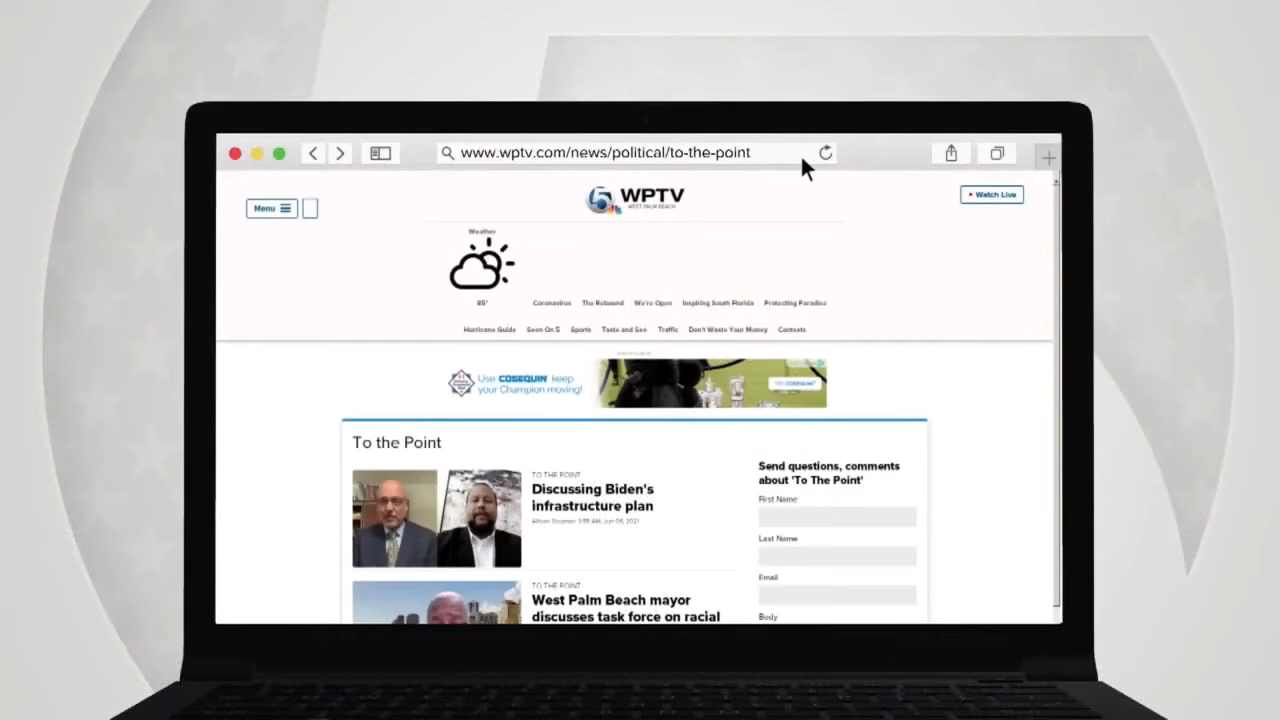 www.wptv.com/news/political/to-the-point
Menu
5 WPTV
WEST PALM BEACH
• Watch Live
Weather
85°
Coronavirus The Rebound We're Open Inspiring South Florida Protecting Paradise
Hurricane Guide Seen On 5 Sports Taste and See Traffic Don't Waste Your Money Contests
Use COSEQUIN keep
your Champion moving!
TRY COSEQUIN
To the Point
TO THE POINT
Discussing Biden's
infrastructure plan
TO THE POINT
West Palm Beach mayor
discusses task force on racial
Send questions, comments
about 'To The Point'
First Name
Last Name
Email
Body